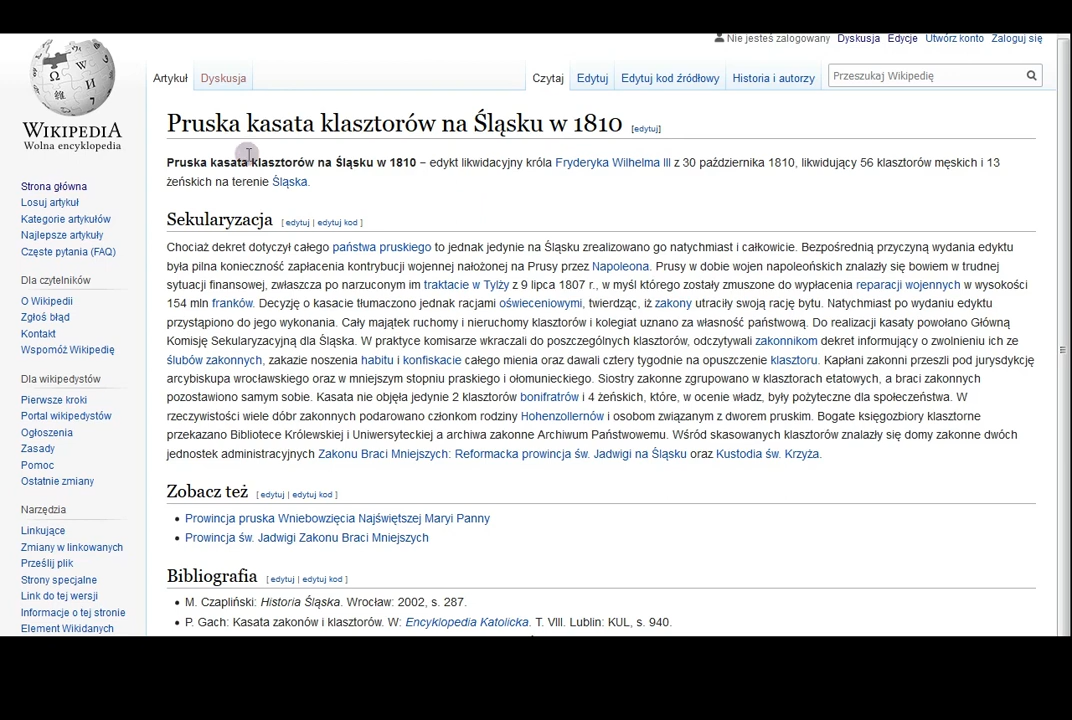 Nie jesteś zalogowany Dyskusja Edycje Utwórz konto Zaloguj się
Artykuł Dyskusja Czytaj Edytuj Edytuj kod źródłowy Historia i autorzy Przeszukaj Wikipedię
WIKIPEDIA
Wolna encyklopedia
Strona główna
Losuj artykuł
Kategorie artykułów
Najlepsze artykuły
Częste pytania (FAQ)
Dla czytelników
O Wikipedii
Zgłoś błąd
Kontakt
Wspomóż Wikipedię
Dla wikipedystów
Pierwsze kroki
Portal wikipedystów
Ogłoszenia
Zasady
Pomoc
Ostatnie zmiany
Narzędzia
Linkujące
Zmiany w linkowanych
Prześlij plik
Strony specjalne
Link do tej wersji
Informacje o tej stronie
Element Wikidanych
Pruska kasata klasztorów na Śląsku w 1810 [edytuj]
Pruska kasata klasztorów na Śląsku w 1810 – edykt likwidacyjny króla Fryderyka Wilhelma III z 30 października 1810, likwidujący 56 klasztorów męskich i 13
żeńskich na terenie Śląska.
Sekularyzacja [ edytuj | edytuj kod ]
Chociaż dekret dotyczył całego państwa pruskiego to jednak jedynie na Śląsku zrealizowano go natychmiast i całkowicie. Bezpośrednią przyczyną wydania edyktu
była pilna konieczność zapłacenia kontrybucji wojennej nałożonej na Prusy przez Napoleona. Prusy w dobie wojen napoleońskich znalazły się bowiem w trudnej
sytuacji finansowej, zwłaszcza po narzuconym im traktacie w Tylży z 9 lipca 1807 r., w myśl którego zostały zmuszone do wypłacenia reparacji wojennych w wysokości
154 mln franków. Decyzję o kasacie tłumaczono jednak racjami oświeceniowymi, twierdząc, iż zakony utraciły swoją rację bytu. Natychmiast po wydaniu edyktu
przystąpiono do jego wykonania. Cały majątek ruchomy i nieruchomy klasztorów i kolegiat uznano za własność państwową. Do realizacji kasaty powołano Główną
Komisję Sekularyzacyjną dla Śląska. W praktyce komisarze wkraczali do poszczególnych klasztorów, odczytywali zakonnikom dekret informujący o zwolnieniu ich ze
ślubów zakonnych, zakazie noszenia habitu i konfiskacie całego mienia oraz dawali cztery tygodnie na opuszczenie klasztoru. Kapłani zakonni przeszli pod jurysdykcję
arcybiskupa wrocławskiego oraz w mniejszym stopniu praskiego i ołomunieckiego. Siostry zakonne zgrupowano w klasztorach etatowych, a braci zakonnych
pozostawiono samym sobie. Kasata nie objęła jedynie 2 klasztorów bonifratrów i 4 żeńskich, które, w ocenie władz, były pożyteczne dla społeczeństwa. W
rzeczywistości wiele dóbr zakonnych podarowano członkom rodziny Hohenzollernów i osobom związanym z dworem pruskim. Bogate księgozbiory klasztorne
przekazano Bibliotece Królewskiej i Uniwersyteckiej a archiwa zakonne Archiwum Państwowemu. Wśród skasowanych klasztorów znalazły się domy zakonne dwóch
jednostek administracyjnych Zakonu Braci Mniejszych: Reformacka prowincja św. Jadwigi na Śląsku oraz Kustodia św. Krzyża.
Zobacz też [ edytuj | edytuj kod ]
Prowincja pruska Wniebowzięcia Najświętszej Maryi Panny
Prowincja św. Jadwigi Zakonu Braci Mniejszych
Bibliografia [ edytuj | edytuj kod ]
M. Czapliński: Historia Śląska. Wrocław: 2002, s. 287.
P. Gach: Kasata zakonów i klasztorów. W: Encyklopedia Katolicka. T. VIII. Lublin: KUL, s. 940.